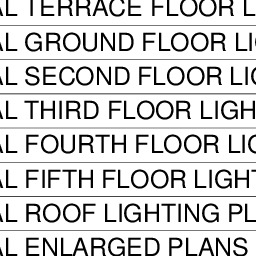 AL TERRACE FLOOR L
AL GROUND FLOOR LI
AL SECOND FLOOR LIG
AL THIRD FLOOR LIGH
AL FOURTH FLOOR LIG
AL FIFTH FLOOR LIGHT
AL ROOF LIGHTING PL
AL ENLARGED PLANS